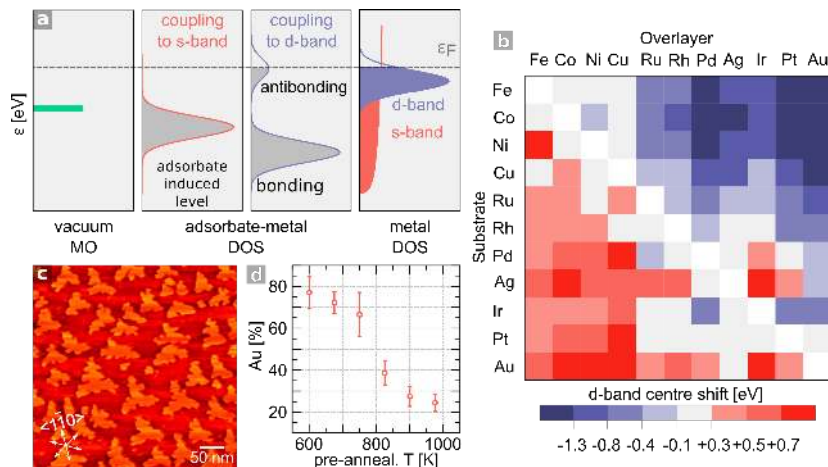 a
coupling to s-band
coupling to d-band
ε_F
antibonding
d-band
s-band
ε [eV]
adsorbate induced level
bonding
vacuum MO
adsorbate-metal DOS
metal DOS
b
Overlayer
Fe Co Ni Cu Ru Rh Pd Ag Ir Pt Au
Substrate
Fe
Co
Ni
Cu
Ru
Rh
Pd
Ag
Ir
Pt
Au
d-band centre shift [eV]
-1.3 -0.8 -0.4 -0.1 +0.3 +0.5 +0.7
c
<11̄0>
50 nm
d
Au [%]
80
60
40
20
600 800 1000
pre-anneal. T [K]